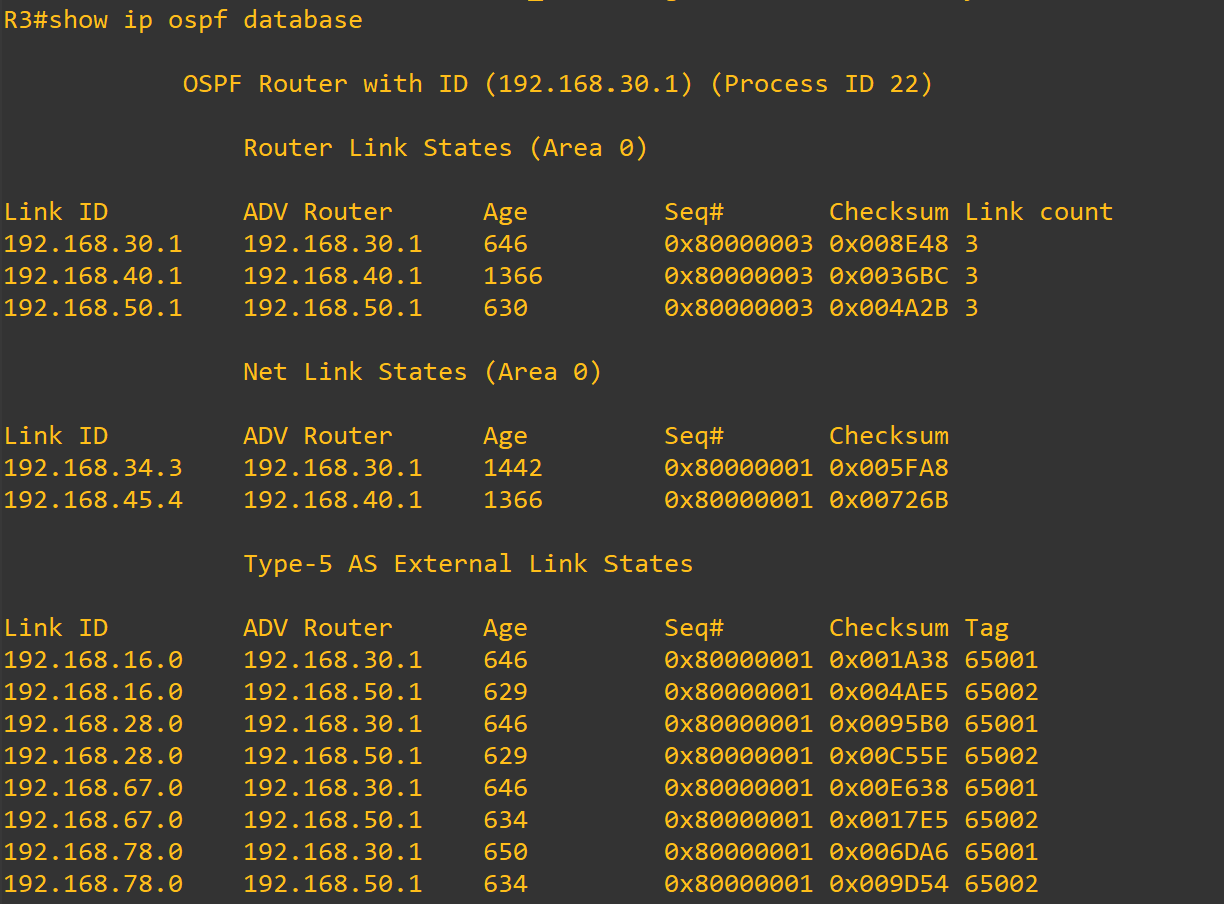 R3#show ip ospf database
OSPF Router with ID (192.168.30.1) (Process ID 22)
Router Link States (Area 0)
Link ID ADV Router Age Seq# Checksum Link count
192.168.30.1 192.168.30.1 646 0x80000003 0x008E48 3
192.168.40.1 192.168.40.1 1366 0x80000003 0x0036BC 3
192.168.50.1 192.168.50.1 630 0x80000003 0x004A2B 3
Net Link States (Area 0)
Link ID ADV Router Age Seq# Checksum
192.168.34.3 192.168.30.1 1442 0x80000001 0x005FA8
192.168.45.4 192.168.40.1 1366 0x80000001 0x00726B
Type-5 AS External Link States
Link ID ADV Router Age Seq# Checksum Tag
192.168.16.0 192.168.30.1 646 0x80000001 0x001A38 65001
192.168.16.0 192.168.50.1 629 0x80000001 0x004AE5 65002
192.168.28.0 192.168.30.1 646 0x80000001 0x0095B0 65001
192.168.28.0 192.168.50.1 629 0x80000001 0x00C55E 65002
192.168.67.0 192.168.30.1 646 0x80000001 0x00E638 65001
192.168.67.0 192.168.50.1 634 0x80000001 0x0017E5 65002
192.168.78.0 192.168.30.1 650 0x80000001 0x006DA6 65001
192.168.78.0 192.168.50.1 634 0x80000001 0x009D54 65002